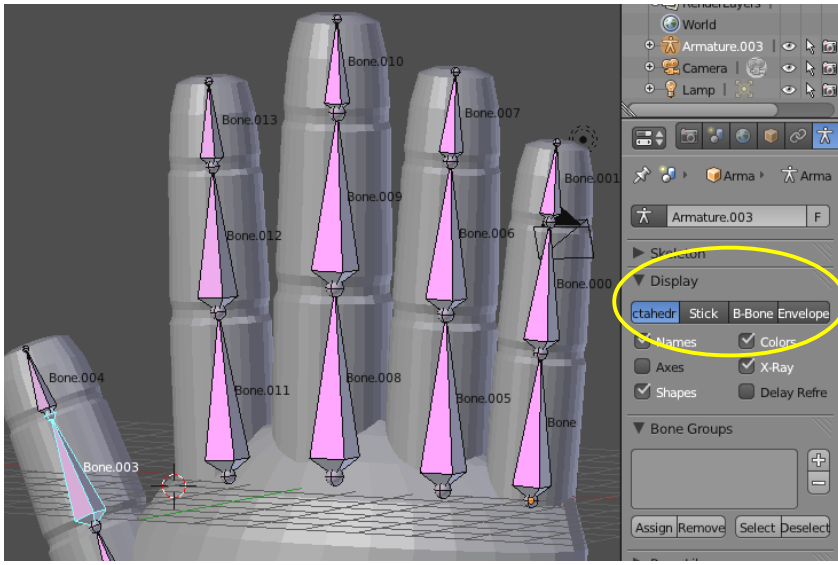 RenderLayers
World
Armature.003
Camera
Lamp
Arma
Arma
Armature.003
F
Skeleton
Display
ctahedr
Stick
B-Bone
Envelope
Names
Colors
Axes
X-Ray
Shapes
Delay Refre
Bone Groups
Assign
Remove
Select
Deselect
Bone.010
Bone.007
Bone.013
Bone.001
Bone.009
Bone.012
Bone.006
Bone.000
Bone.004
Bone.011
Bone.008
Bone.005
Bone
Bone.003